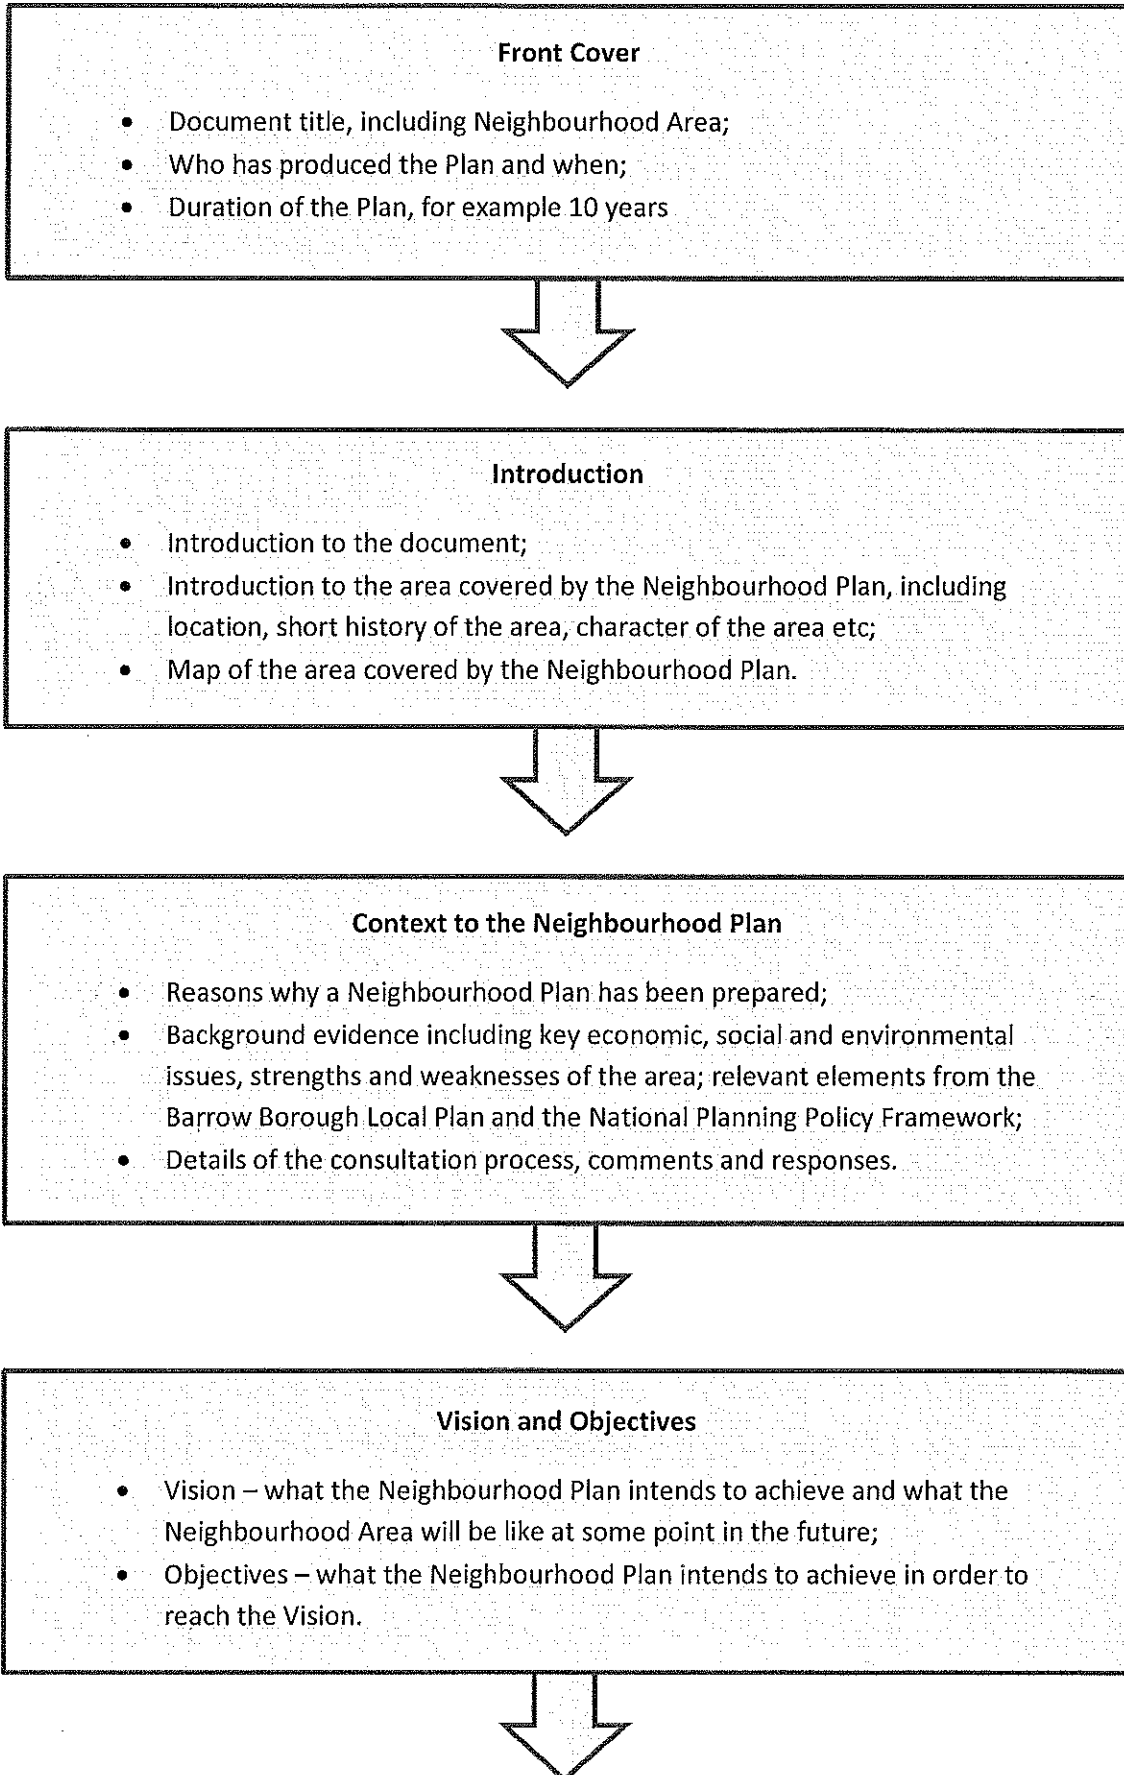 Front Cover
• Document title, including Neighbourhood Area;
• Who has produced the Plan and when;
• Duration of the Plan, for example 10 years
Introduction
• Introduction to the document;
• Introduction to the area covered by the Neighbourhood Plan, including
location, short history of the area, character of the area etc;
• Map of the area covered by the Neighbourhood Plan.
Context to the Neighbourhood Plan
• Reasons why a Neighbourhood Plan has been prepared;
• Background evidence including key economic, social and environmental
issues, strengths and weaknesses of the area; relevant elements from the
Barrow Borough Local Plan and the National Planning Policy Framework;
• Details of the consultation process, comments and responses.
Vision and Objectives
• Vision – what the Neighbourhood Plan intends to achieve and what the
Neighbourhood Area will be like at some point in the future;
• Objectives – what the Neighbourhood Plan intends to achieve in order to
reach the Vision.